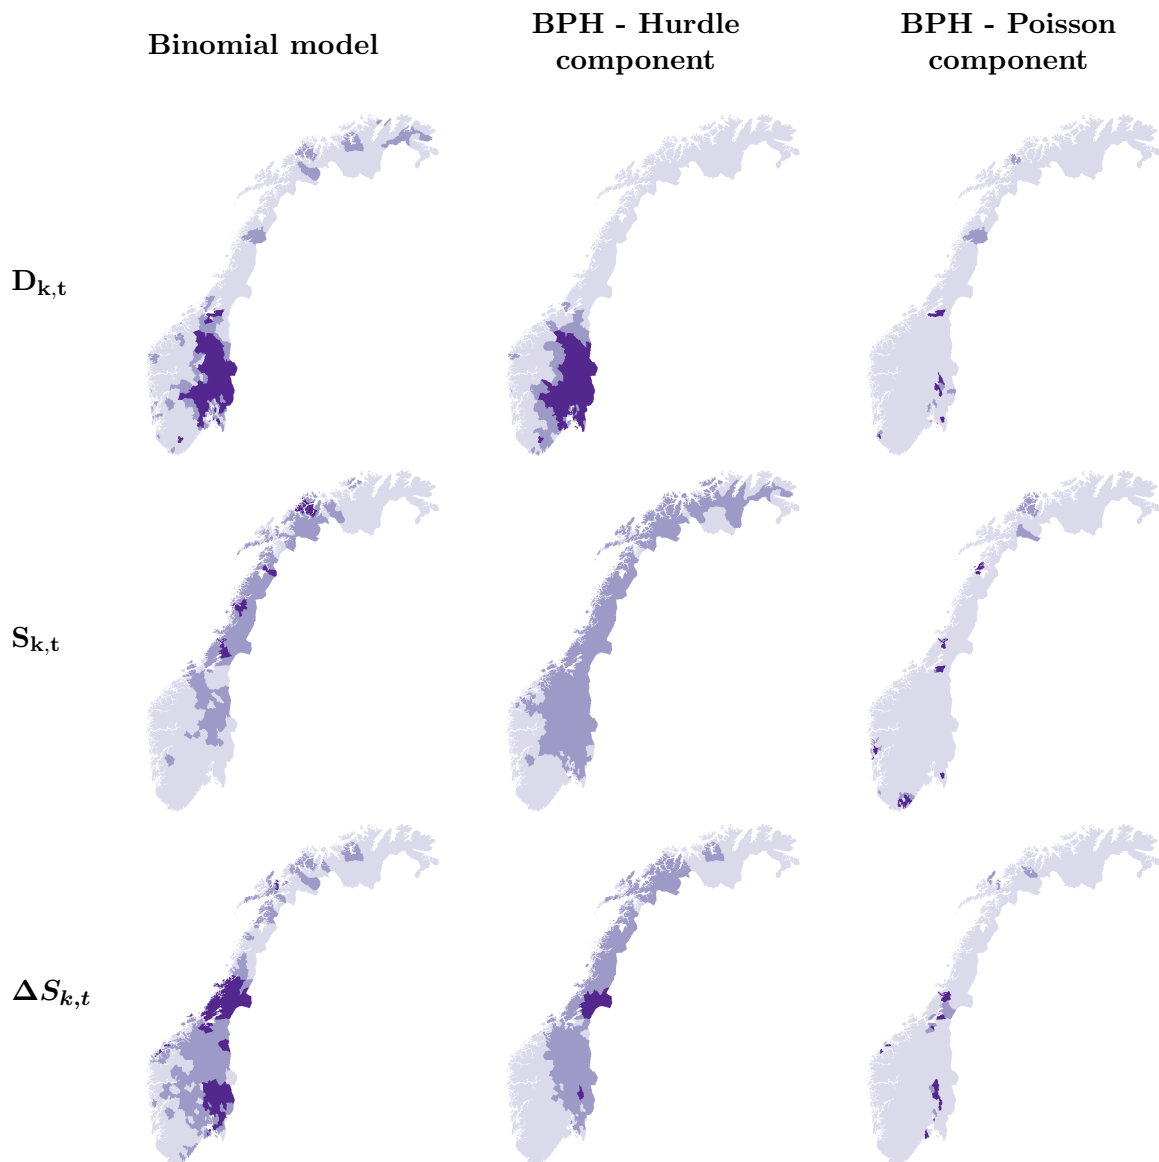 Binomial model
BPH - Hurdle
component
BPH - Poisson
component
D_{k,t}
S_{k,t}
ΔS_{k,t}